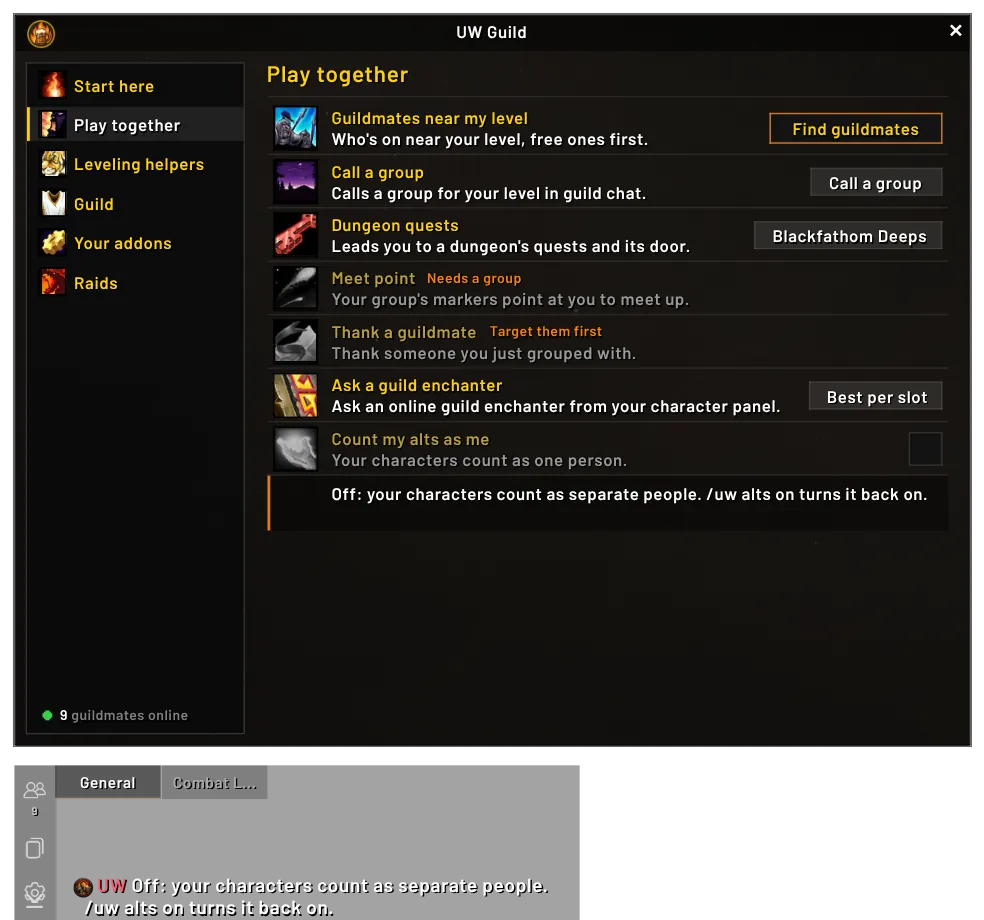 UW Guild
Start here
Play together
Leveling helpers
Guild
Your addons
Raids
9 guildmates online
Play together
Guildmates near my level
Who's on near your level, free ones first.
Find guildmates
Call a group
Calls a group for your level in guild chat.
Call a group
Dungeon quests
Leads you to a dungeon's quests and its door.
Blackfathom Deeps
Meet point Needs a group
Your group's markers point at you to meet up.
Thank a guildmate Target them first
Thank someone you just grouped with.
Ask a guild enchanter
Ask an online guild enchanter from your character panel.
Best per slot
Count my alts as me
Your characters count as one person.
Off: your characters count as separate people. /uw alts on turns it back on.
General
Combat L...
9
UW Off: your characters count as separate people.
/uw alts on turns it back on.